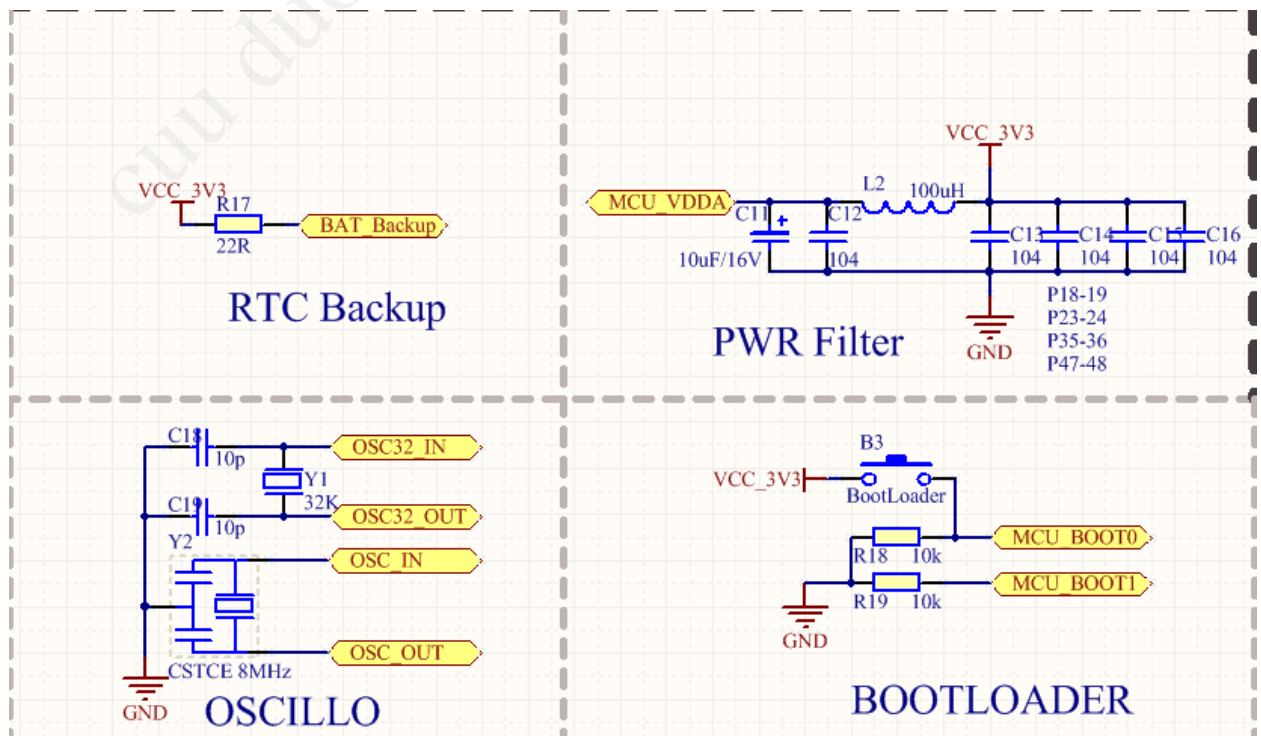 cuu duo
VCC_3V3
R17
22R
BAT_Backup
RTC Backup
VCC_3V3
MCU_VDDA
L2
100uH
C11
10uF/16V
C12
104
C13
104
C14
104
C15
104
C16
104
P18-19
P23-24
P35-36
P47-48
GND
PWR Filter
C18
10p
OSC32_IN
Y1
32K
C19
10p
OSC32_OUT
Y2
OSC_IN
OSC_OUT
CSTCE 8MHz
GND
OSCILLO
B3
VCC_3V3
BootLoader
MCU_BOOT0
R18
10k
MCU_BOOT1
R19
10k
GND
BOOTLOADER